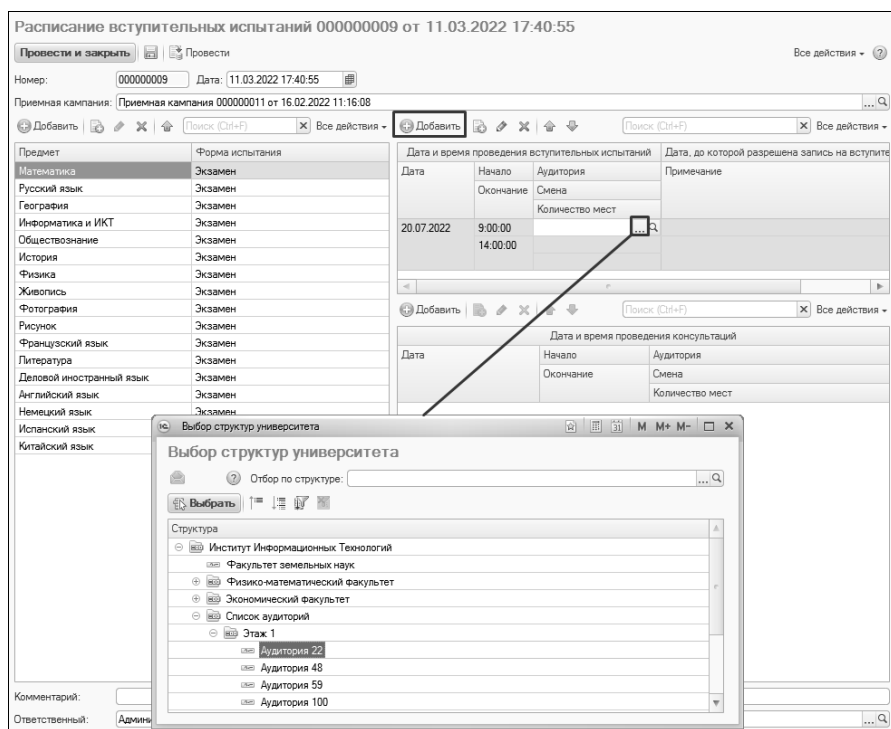 Расписание вступительных испытаний 000000009 от 11.03.2022 17:40:55
Провести и закрыть Провести Все действия
Номер: 000000009 Дата: 11.03.2022 17:40:55
Приемная кампания: Приемная кампания 000000011 от 16.02.2022 11:16:08 ...
Добавить Поиск (Ctrl+F) Все действия Добавить Поиск (Ctrl+F) Все действия
Предмет Форма испытания Дата и время проведения вступительных испытаний Дата, до которой разрешена запись на вступите
Математика Экзамен Дата Начало Аудитория Примечание
Русский язык Экзамен Окончание Смена
География Экзамен Количество мест
Информатика и ИКТ Экзамен 20.07.2022 9:00:00 ...
Обществознание Экзамен 14:00:00
История Экзамен
Физика Экзамен
Живопись Экзамен
Фотография Экзамен Добавить Поиск (Ctrl+F) Все действия
Рисунок Экзамен Дата и время проведения консультаций
Французский язык Экзамен Дата Начало Аудитория
Литература Экзамен Окончание Смена
Деловой иностранный язык Экзамен
Английский язык Экзамен Количество мест
Немецкий язык Экзамен
Испанский язык
Китайский язык
Выбор структур университета M M+ M-
Выбор структур университета
Отбор по структуре: ...
Выбрать
Структура
Институт Информационных Технологий
Факультет земельных наук
Физико-математический факультет
Экономический факультет
Список аудиторий
Этаж 1
Аудитория 22
Аудитория 48
Аудитория 59
Аудитория 100
Комментарий:
Ответственный: Админи ...